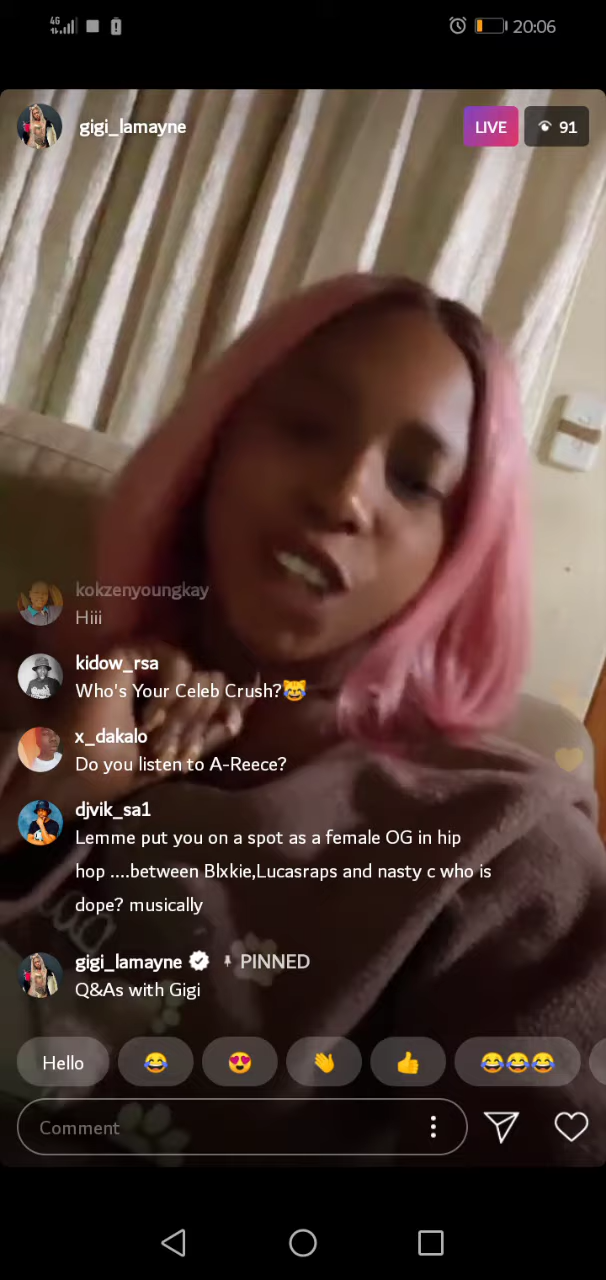 4G
20:06
gigi_lamayne
LIVE
91
kokzenyoungkay
Hiii
kidow_rsa
Who's Your Celeb Crush?😹
x_dakalo
Do you listen to A-Reece?
djvik_sa1
Lemme put you on a spot as a female OG in hip
hop ....between Blxkie,Lucasraps and nasty c who is
dope? musically
gigi_lamayne PINNED
Q&As with Gigi
Hello 😂 😍 👋 👍 😂😂😂
Comment